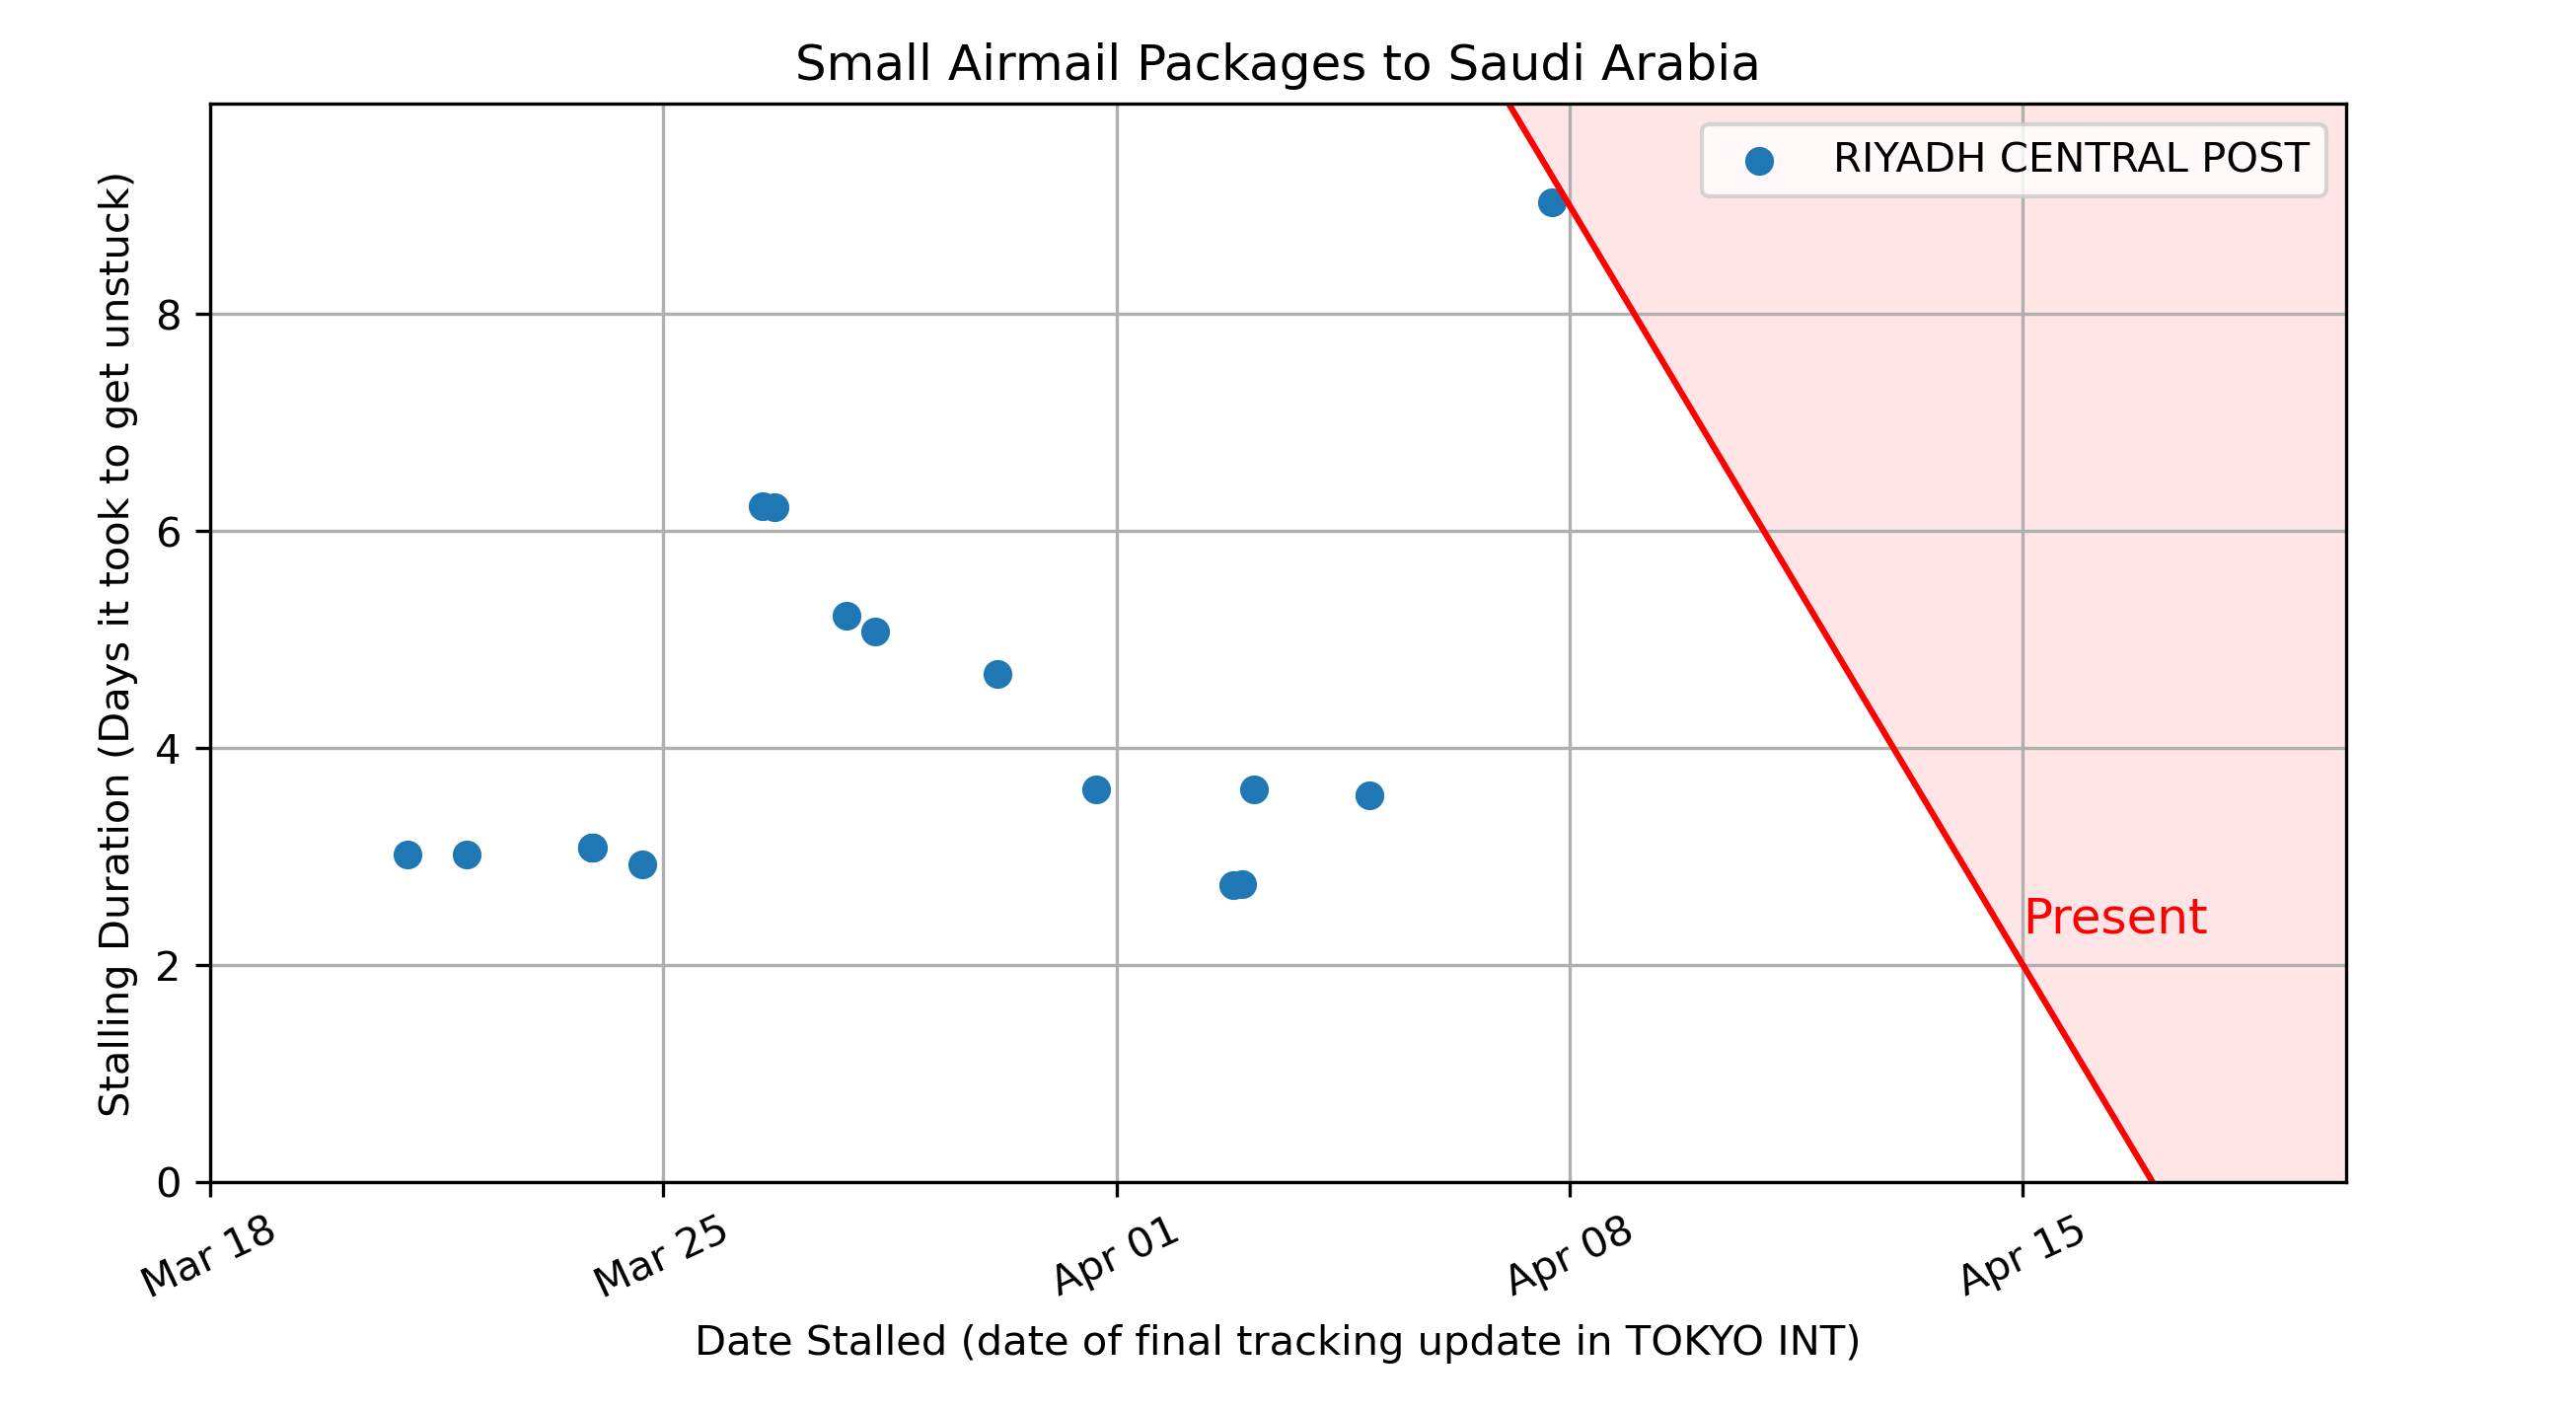 Small Airmail Packages to Saudi Arabia
RIYADH CENTRAL POST
Stalling Duration (Days it took to get unstuck)
8
6
4
2
0
Present
Mar 18
Mar 25
Apr 01
Apr 08
Apr 15
Date Stalled (date of final tracking update in TOKYO INT)